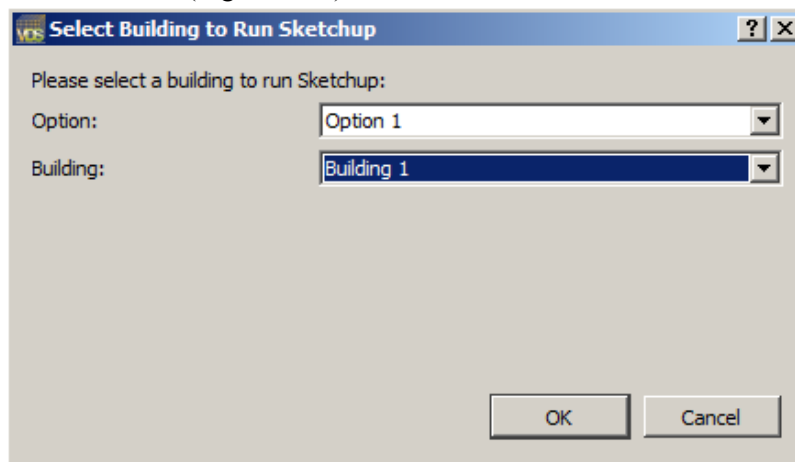 VDS Select Building to Run Sketchup ? X
Please select a building to run Sketchup:
Option: Option 1
Building: Building 1
OK Cancel